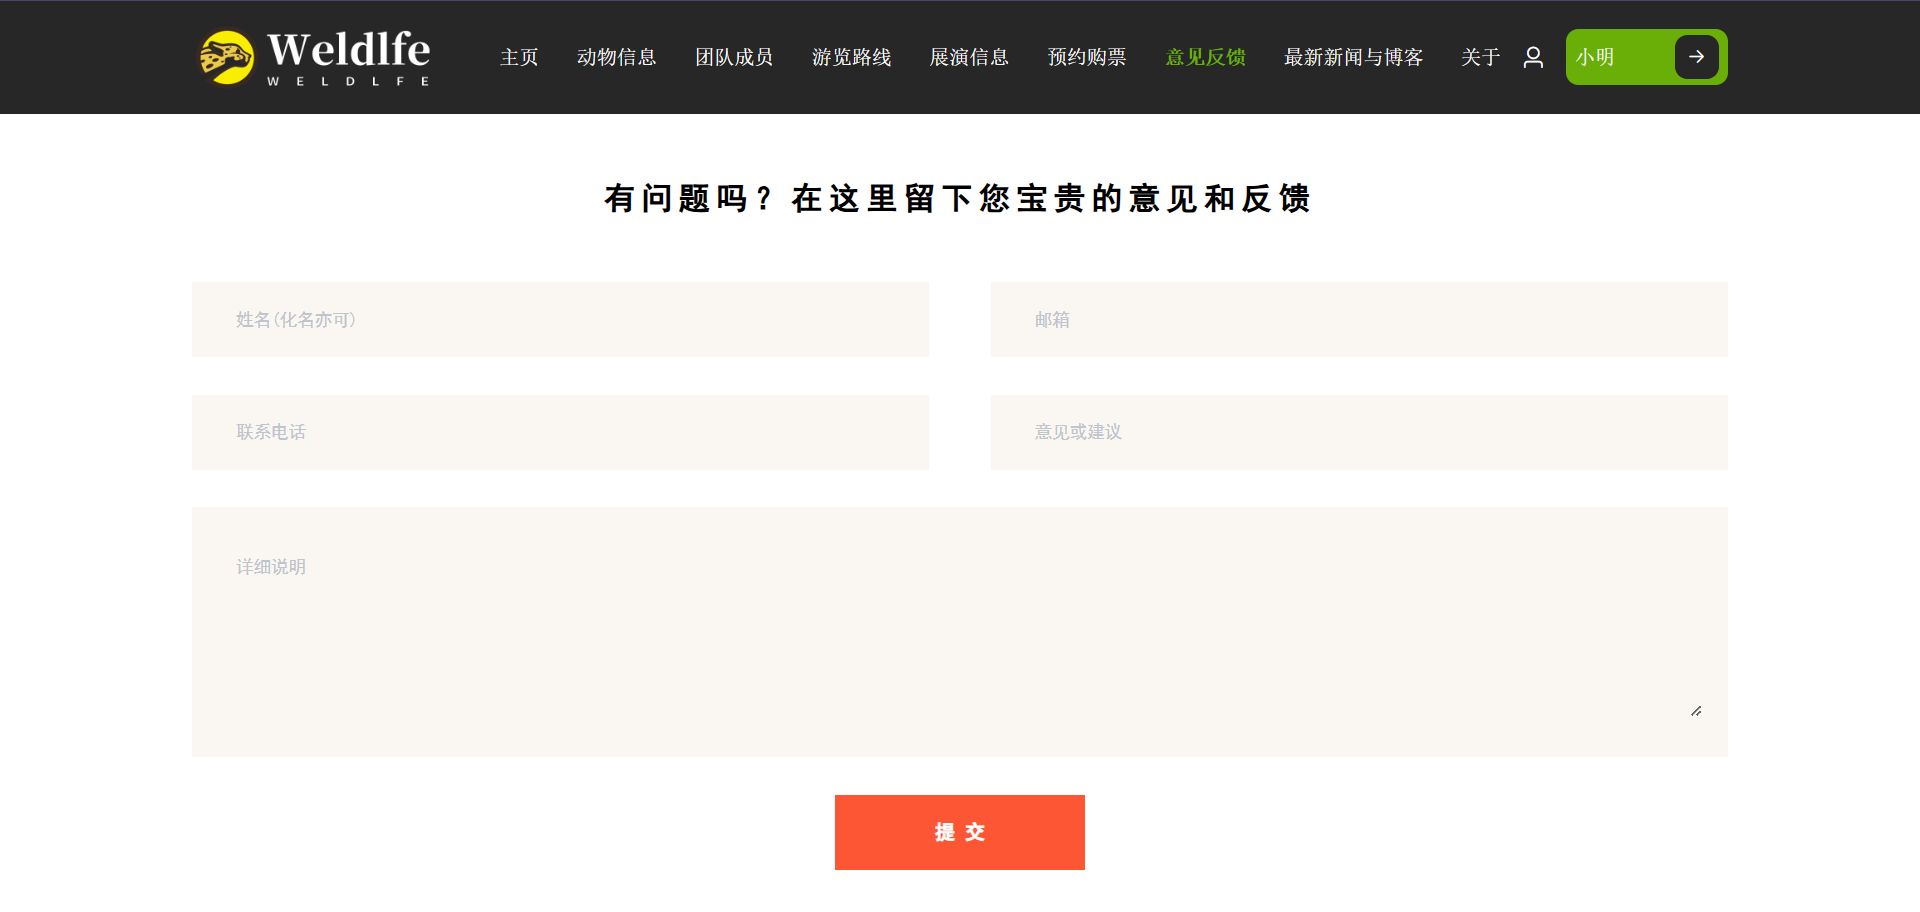 Weldlfe
WELDLFE
主页 动物信息 团队成员 游览路线 展演信息 预约购票 意见反馈 最新新闻与博客 关于 小明
有问题吗？在这里留下您宝贵的意见和反馈
姓名(化名亦可) 邮箱
联系电话 意见或建议
详细说明
提交